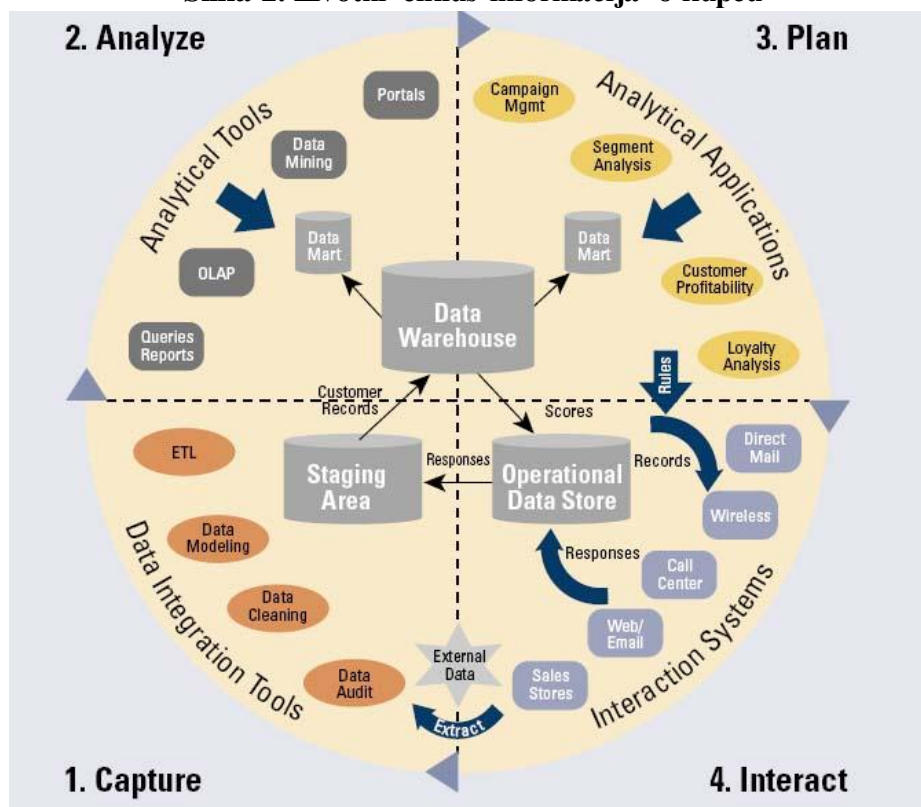 2. Analyze
3. Plan
Analytical Tools
Portals
Data
Mining
OLAP
Queries
Reports
Data
Mart
Campaign
Mgmt
Segment
Analysis
Customer
Profitability
Loyalty
Analysis
Analytical Applications
Data
Mart
Data
Warehouse
Rules
Customer
Records
Scores
ETL
Data
Modeling
Data
Cleaning
Data
Audit
Data Integration Tools
Staging
Area
Responses
Operational
Data Store
Records
Responses
Direct
Mail
Wireless
Call
Center
Web/
Email
Sales
Stores
Interaction Systems
External
Data
Extract
1. Capture
4. Interact